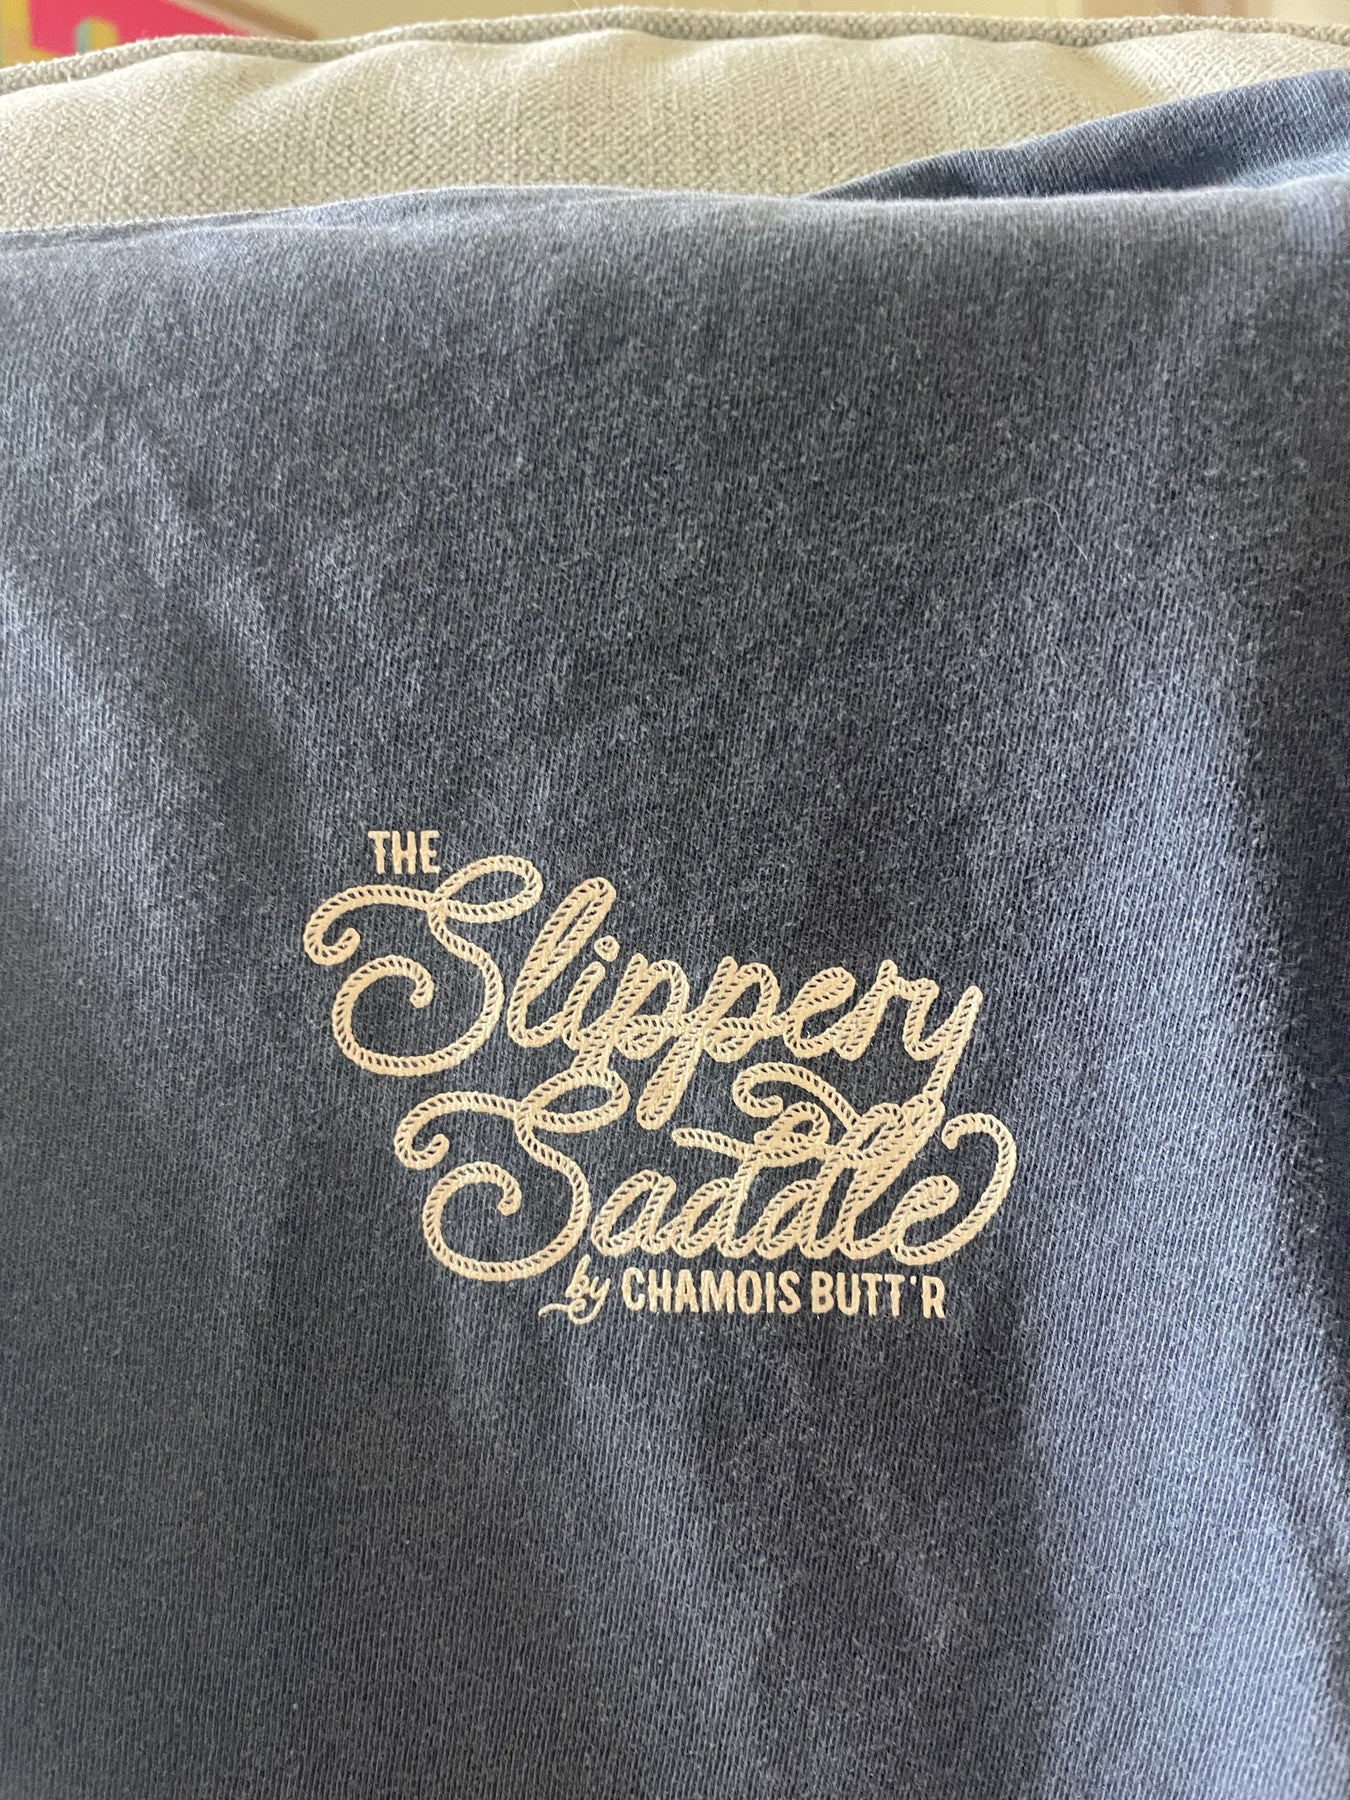 THE
Slippery
Saddle
by CHAMOIS BUTT'R